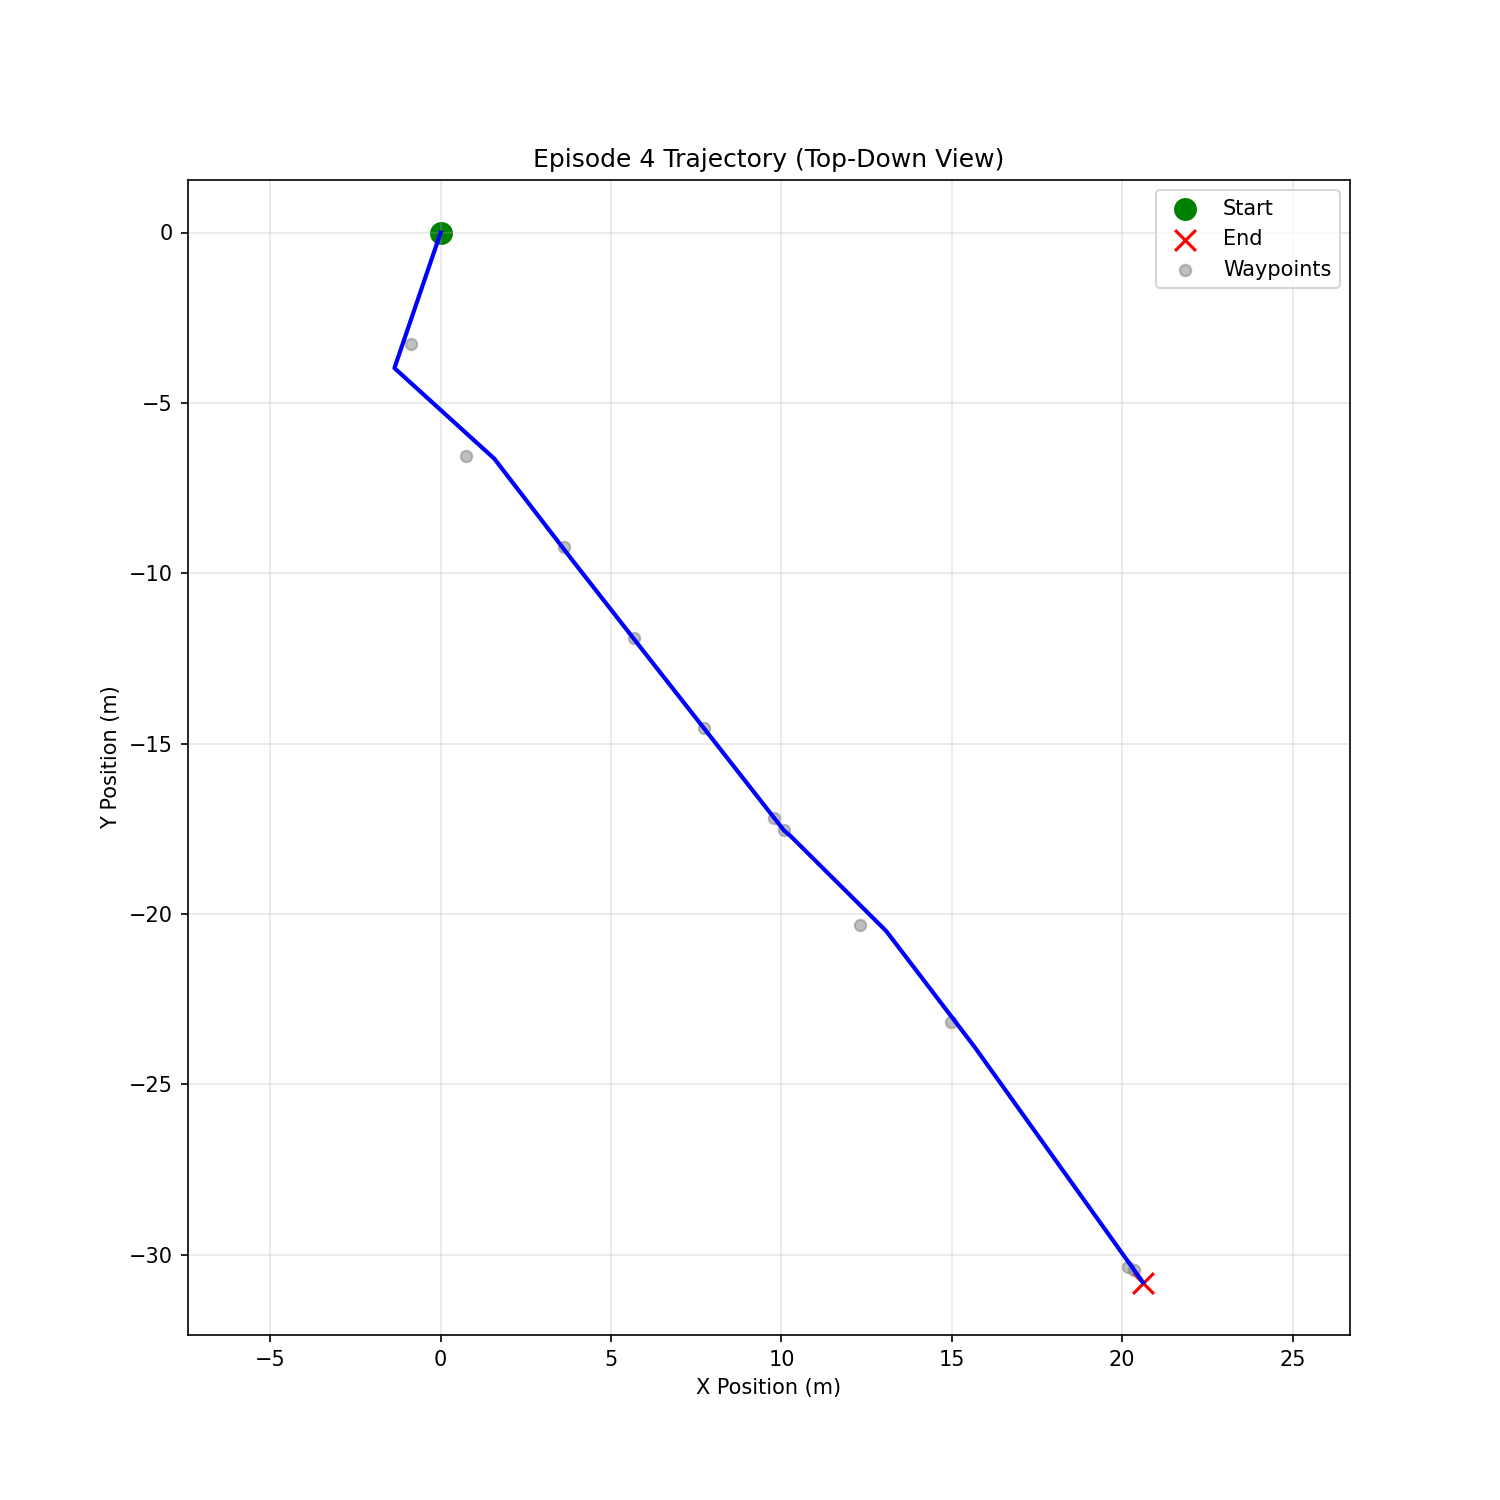 Episode 4 Trajectory (Top-Down View)
Start
End
Waypoints
0
−5
−10
−15
−20
−25
−30
Y Position (m)
−5 0 5 10 15 20 25
X Position (m)